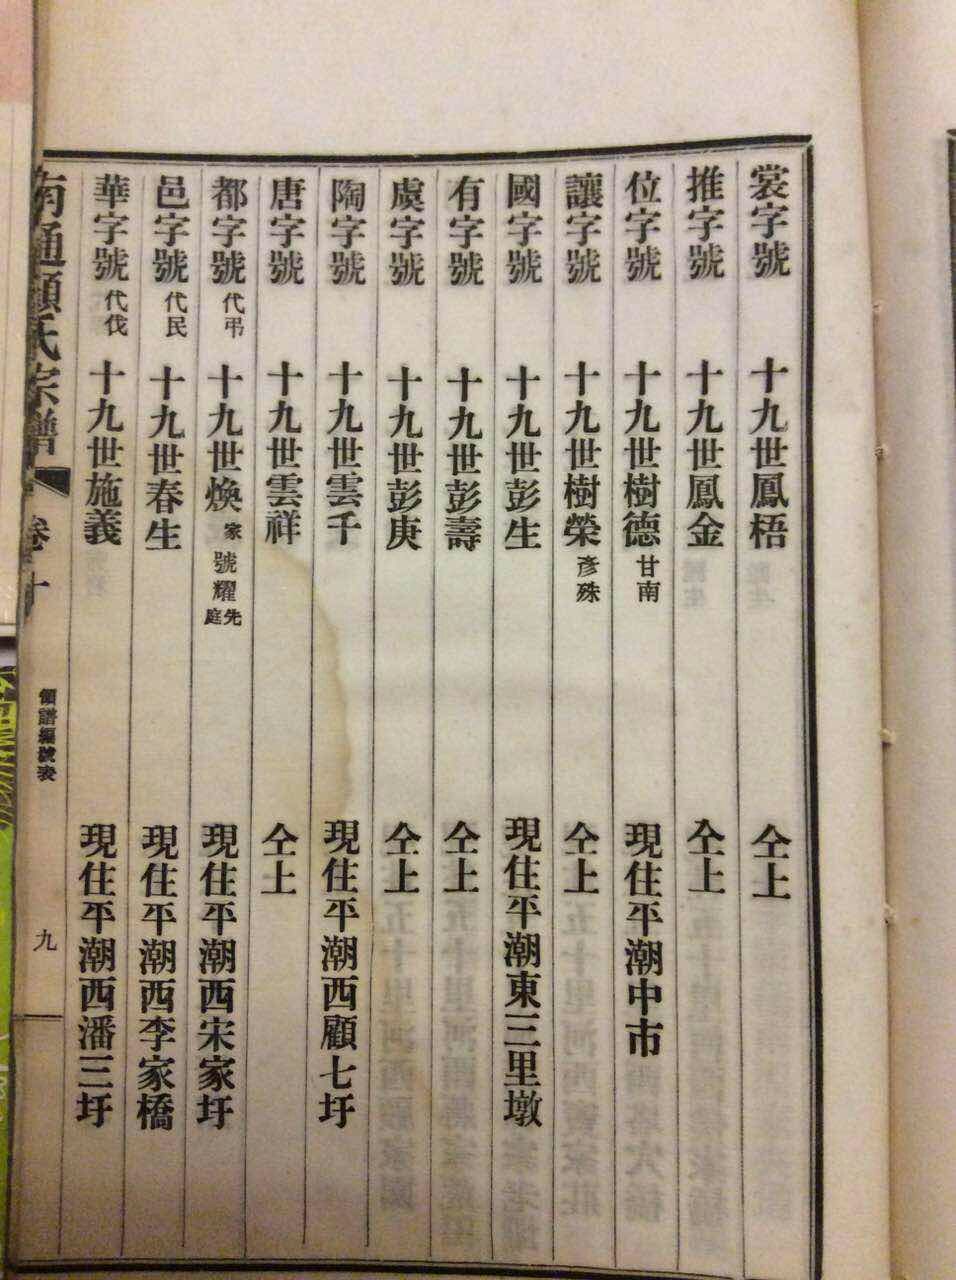 裳字號 十九世鳳梧 仝上
推字號 十九世鳳金 仝上
位字號 十九世樹德 甘南 現住平潮中市
讓字號 十九世樹榮 彥殊 仝上
國字號 十九世彭生 現住平潮東三里墩
有字號 十九世彭壽 仝上
虞字號 十九世彭庚 仝上
陶字號 十九世雲千 現住平潮西顧七圩
唐字號 十九世雲祥 仝上
都字號 代弔 十九世煥 家號耀先庭 現住平潮西宋家圩
邑字號 代民 十九世春生 現住平潮西李家橋
華字號 代伐 十九世施義 現住平潮西潘三圩
南通顧氏宗譜 卷十 領譜編號表 九